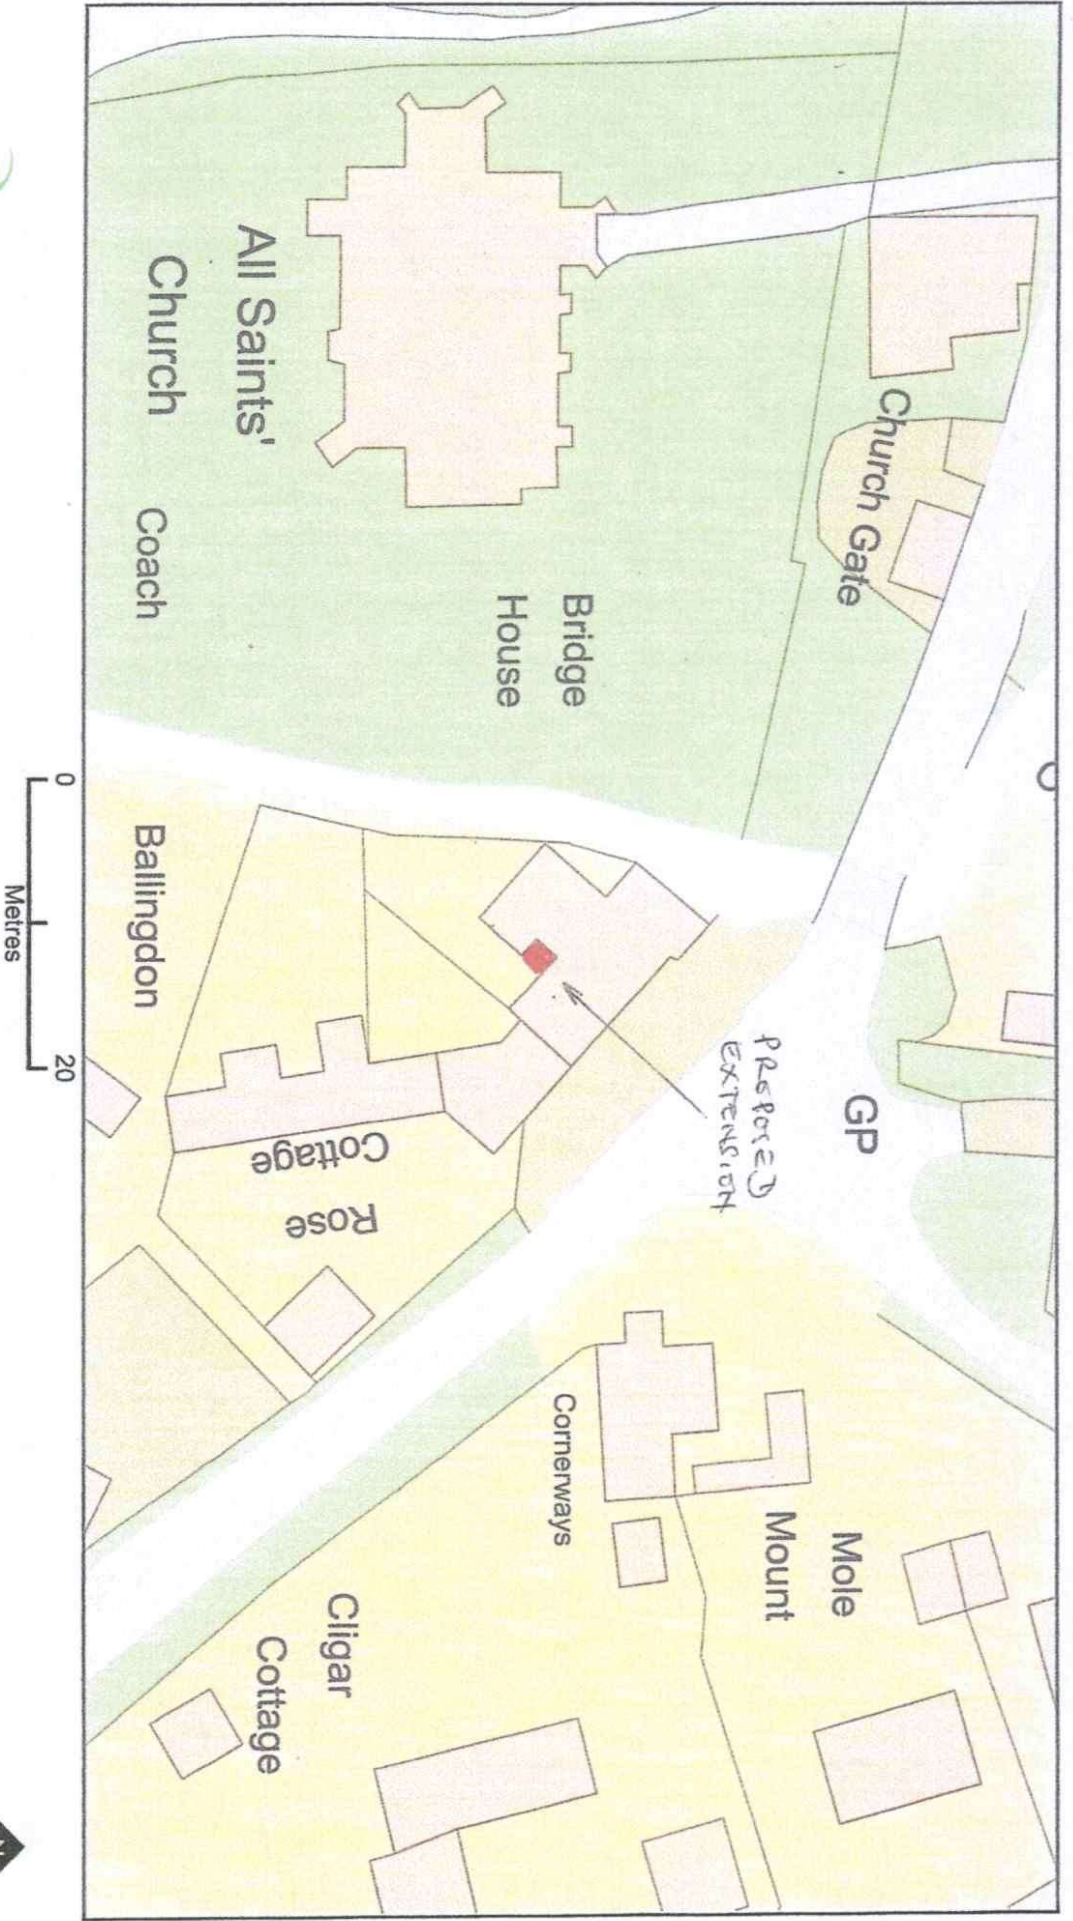 All Saints'
Church
Church Gate
Bridge
House
Coach
Ballingdon
Rose
Cottage
PROPOSED
EXTENSION
GP
Cornerways
Mole
Mount
Cligar
Cottage
0
20
Metres